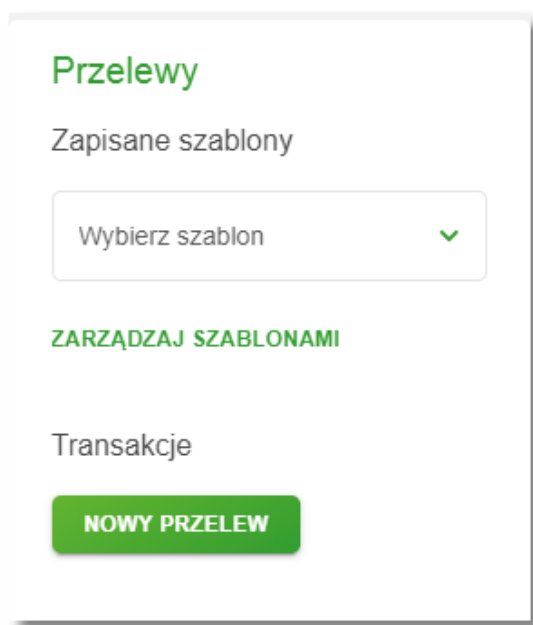 Przelewy
Zapisane szablony
Wybierz szablon
ZARZĄDZAJ SZABLONAMI
Transakcje
NOWY PRZELEW